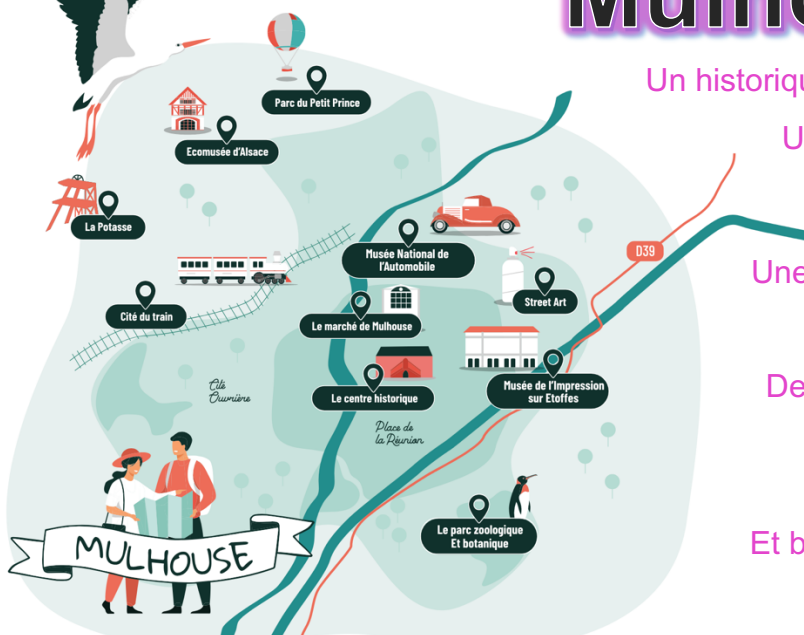 Mulho
Un historiqu
U
Parc du Petit Prince
Ecomusée d'Alsace
La Potasse
D39
Musée National de
l'Automobile
Une
Street Art
Cité du train
Le marché de Mulhouse
De
Musée de l'Impression
sur Etoffes
Le centre historique
Cité
Ouvrière
Place de
la Réunion
Le parc zoologique
Et botanique
Et b
MULHOUSE